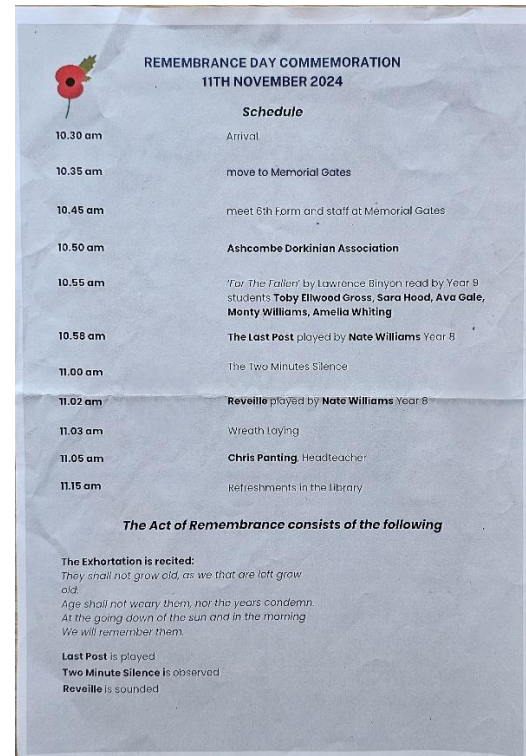 REMEMBRANCE DAY COMMEMORATION
11TH NOVEMBER 2024
Schedule
10.30 am Arrival
10.35 am move to Memorial Gates
10.45 am meet 6th Form and staff at Memorial Gates
10.50 am Ashcombe Dorkinian Association
10.55 am 'For The Fallen' by Lawrence Binyon read by Year 9
students Toby Ellwood Gross, Sara Hood, Ava Gale,
Monty Williams, Amelia Whiting
10.58 am The Last Post played by Nate Williams Year 8
11.00 am The Two Minutes Silence
11.02 am Reveille played by Nate Williams Year 8
11.03 am Wreath Laying
11.05 am Chris Panting, Headteacher
11.15 am Refreshments in the Library
The Act of Remembrance consists of the following
The Exhortation is recited:
They shall not grow old, as we that are left grow
old:
Age shall not weary them, nor the years condemn.
At the going down of the sun and in the morning
We will remember them.
Last Post is played
Two Minute Silence is observed
Reveille is sounded